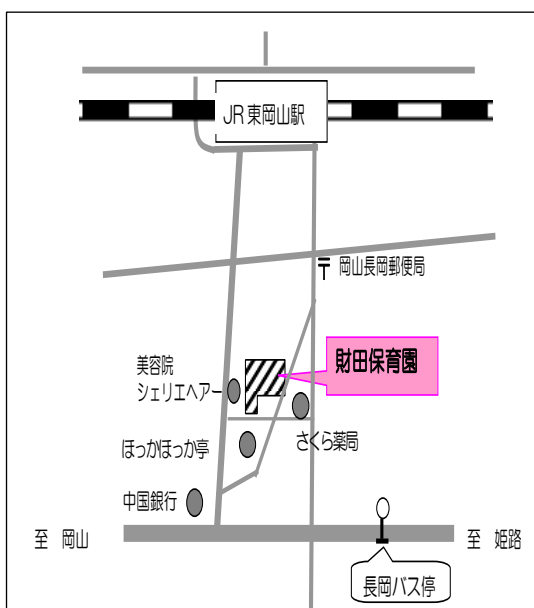 JR東岡山駅
〒 岡山長岡郵便局
財田保育園
美容院
シェリエヘアー
さくら薬局
ほっかほっか亭
中国銀行
至 岡山
至 姫路
長岡バス停